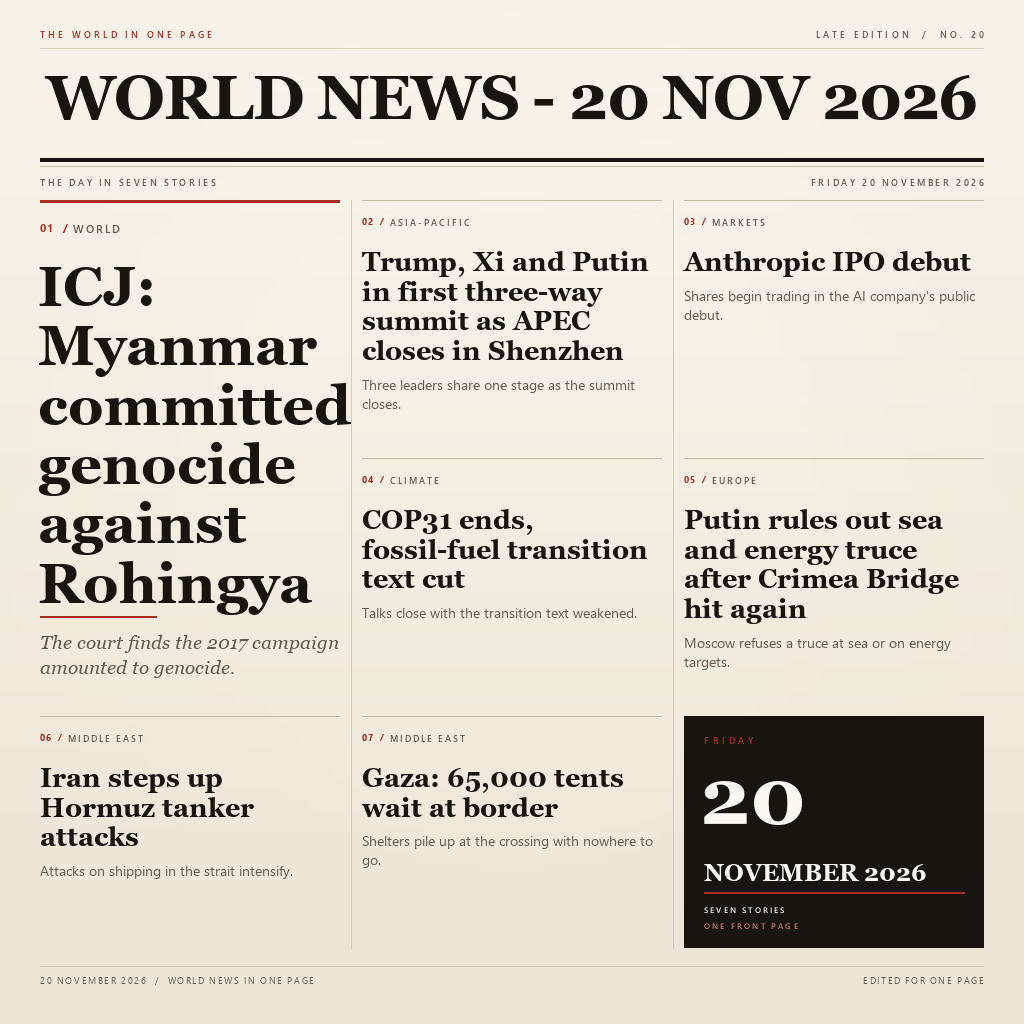 THE WORLD IN ONE PAGE
LATE EDITION / NO. 20
WORLD NEWS - 20 NOV 2026
THE DAY IN SEVEN STORIES
FRIDAY 20 NOVEMBER 2026
01 / WORLD
ICJ:
Myanmar
committed
genocide
against
Rohingya
The court finds the 2017 campaign
amounted to genocide.
02 / ASIA-PACIFIC
Trump, Xi and Putin
in first three-way
summit as APEC
closes in Shenzhen
Three leaders share one stage as the summit
closes.
03 / MARKETS
Anthropic IPO debut
Shares begin trading in the AI company's public
debut.
04 / CLIMATE
COP31 ends,
fossil-fuel transition
text cut
Talks close with the transition text weakened.
05 / EUROPE
Putin rules out sea
and energy truce
after Crimea Bridge
hit again
Moscow refuses a truce at sea or on energy
targets.
06 / MIDDLE EAST
Iran steps up
Hormuz tanker
attacks
Attacks on shipping in the strait intensify.
07 / MIDDLE EAST
Gaza: 65,000 tents
wait at border
Shelters pile up at the crossing with nowhere to
go.
FRIDAY
20
NOVEMBER 2026
SEVEN STORIES
ONE FRONT PAGE
20 NOVEMBER 2026 / WORLD NEWS IN ONE PAGE
EDITED FOR ONE PAGE